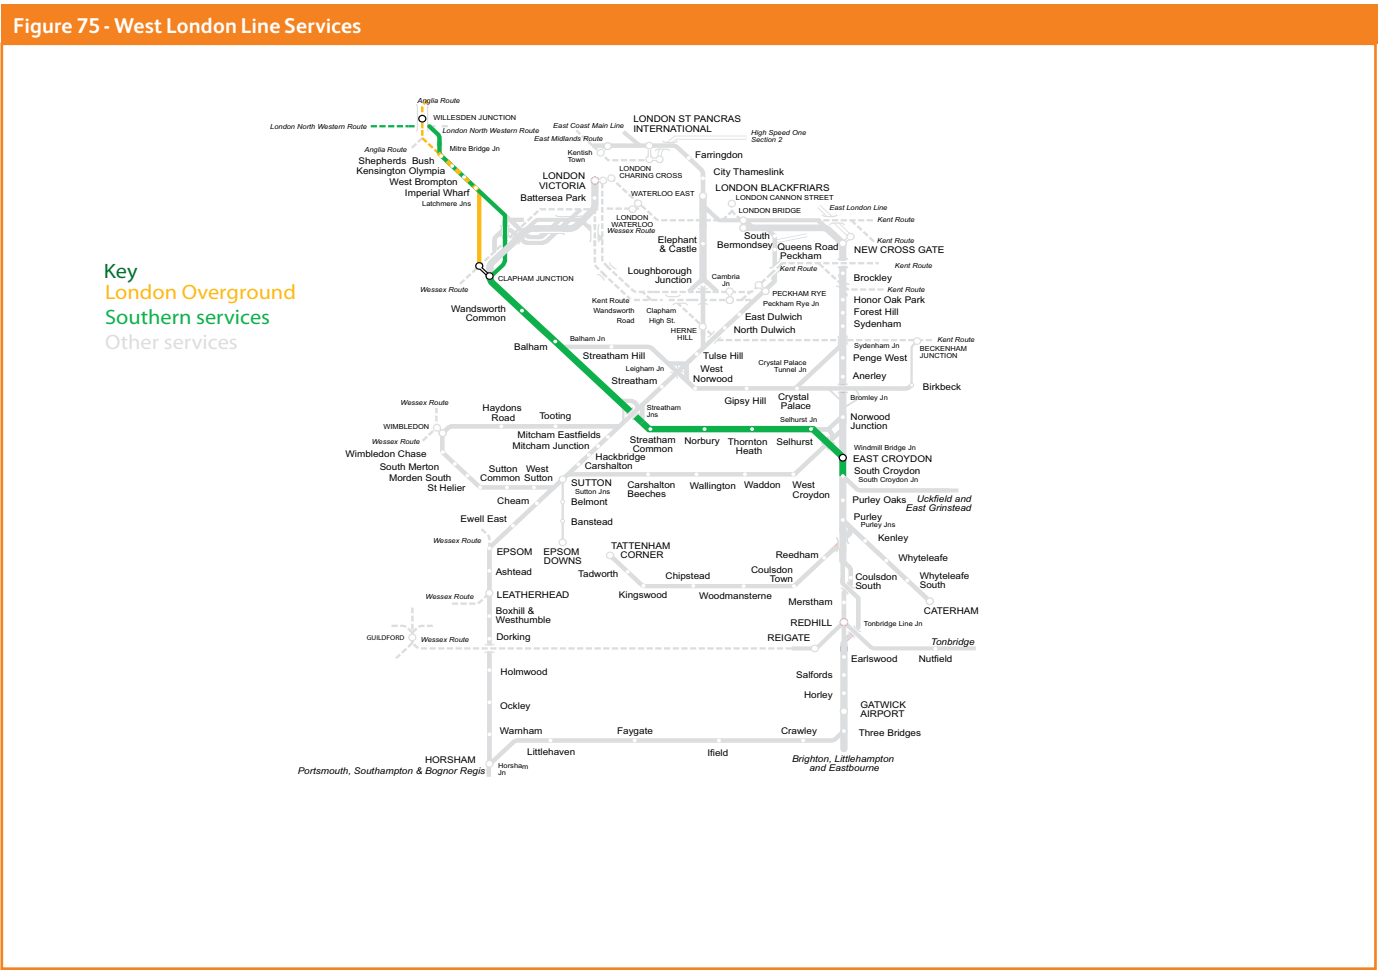 Figure 75 - West London Line Services
Key
London Overground
Southern services
Other services
Anglia Route
WILLESDEN JUNCTION
London North Western Route
London North Western Route
Anglia Route
Mitre Bridge Jn
Shepherds Bush
Kensington Olympia
West Brompton
Imperial Wharf
Latchmere Jns
East Coast Main Line
East Midlands Route
LONDON ST PANCRAS
INTERNATIONAL
High Speed One
Section 2
Kentish
Town
Farringdon
City Thameslink
LONDON
CHARING CROSS
LONDON
VICTORIA
Battersea Park
WATERLOO EAST
LONDON BLACKFRIARS
LONDON CANNON STREET
LONDON BRIDGE
East London Line
Kent Route
LONDON
WATERLOO
Wessex Route
Elephant
& Castle
South
Bermondsey
Queens Road
Peckham
Kent Route
Kent Route
NEW CROSS GATE
Kent Route
Wessex Route
CLAPHAM JUNCTION
Loughborough
Junction
Cambria
Jn
Brockley
Kent Route
PECKHAM RYE
Peckham Rye Jn
Honor Oak Park
Forest Hill
Sydenham
Kent Route
Wandsworth
Road
Clapham
High St.
Wandsworth
Common
East Dulwich
North Dulwich
HERNE
HILL
Kent Route
Sydenham Jn
BECKENHAM
JUNCTION
Balham
Balham Jn
Streatham Hill
Leigham Jn
Streatham
Tulse Hill
West
Norwood
Crystal Palace
Tunnel Jn
Penge West
Anerley
Birkbeck
Bromley Jn
Gipsy Hill
Crystal
Palace
Wessex Route
Haydons
Road
Tooting
WIMBLEDON
Wessex Route
Wimbledon Chase
South Merton
Morden South
St Helier
Mitcham Eastfields
Mitcham Junction
Streatham
Jns
Streatham
Common
Norbury
Thornton
Heath
Selhurst
Selhurst Jn
Norwood
Junction
Windmill Bridge Jn
EAST CROYDON
South Croydon
South Croydon Jn
Hackbridge
Carshalton
Sutton
Common
West
Sutton
SUTTON
Sutton Jns
Belmont
Banstead
Carshalton
Beeches
Wallington
Waddon
West
Croydon
Purley Oaks
Uckfield and
East Grinstead
Cheam
Ewell East
Wessex Route
EPSOM
EPSOM
DOWNS
TATTENHAM
CORNER
Purley
Purley Jns
Kenley
Whyteleafe
Whyteleafe
South
CATERHAM
Reedham
Coulsdon
Town
Coulsdon
South
Ashtead
Tadworth
Chipstead
Kingswood
Woodmansterne
Merstham
Wessex Route
LEATHERHEAD
Boxhill &
Westhumble
REDHILL
Tonbridge Line Jn
REIGATE
GUILDFORD
Wessex Route
Dorking
Tonbridge
Earlswood
Nutfield
Holmwood
Salfords
Horley
Ockley
GATWICK
AIRPORT
Warnham
Faygate
Crawley
Three Bridges
Littlehaven
Ifield
HORSHAM
Horsham
Jn
Portsmouth, Southampton & Bognor Regis
Brighton, Littlehampton
and Eastbourne